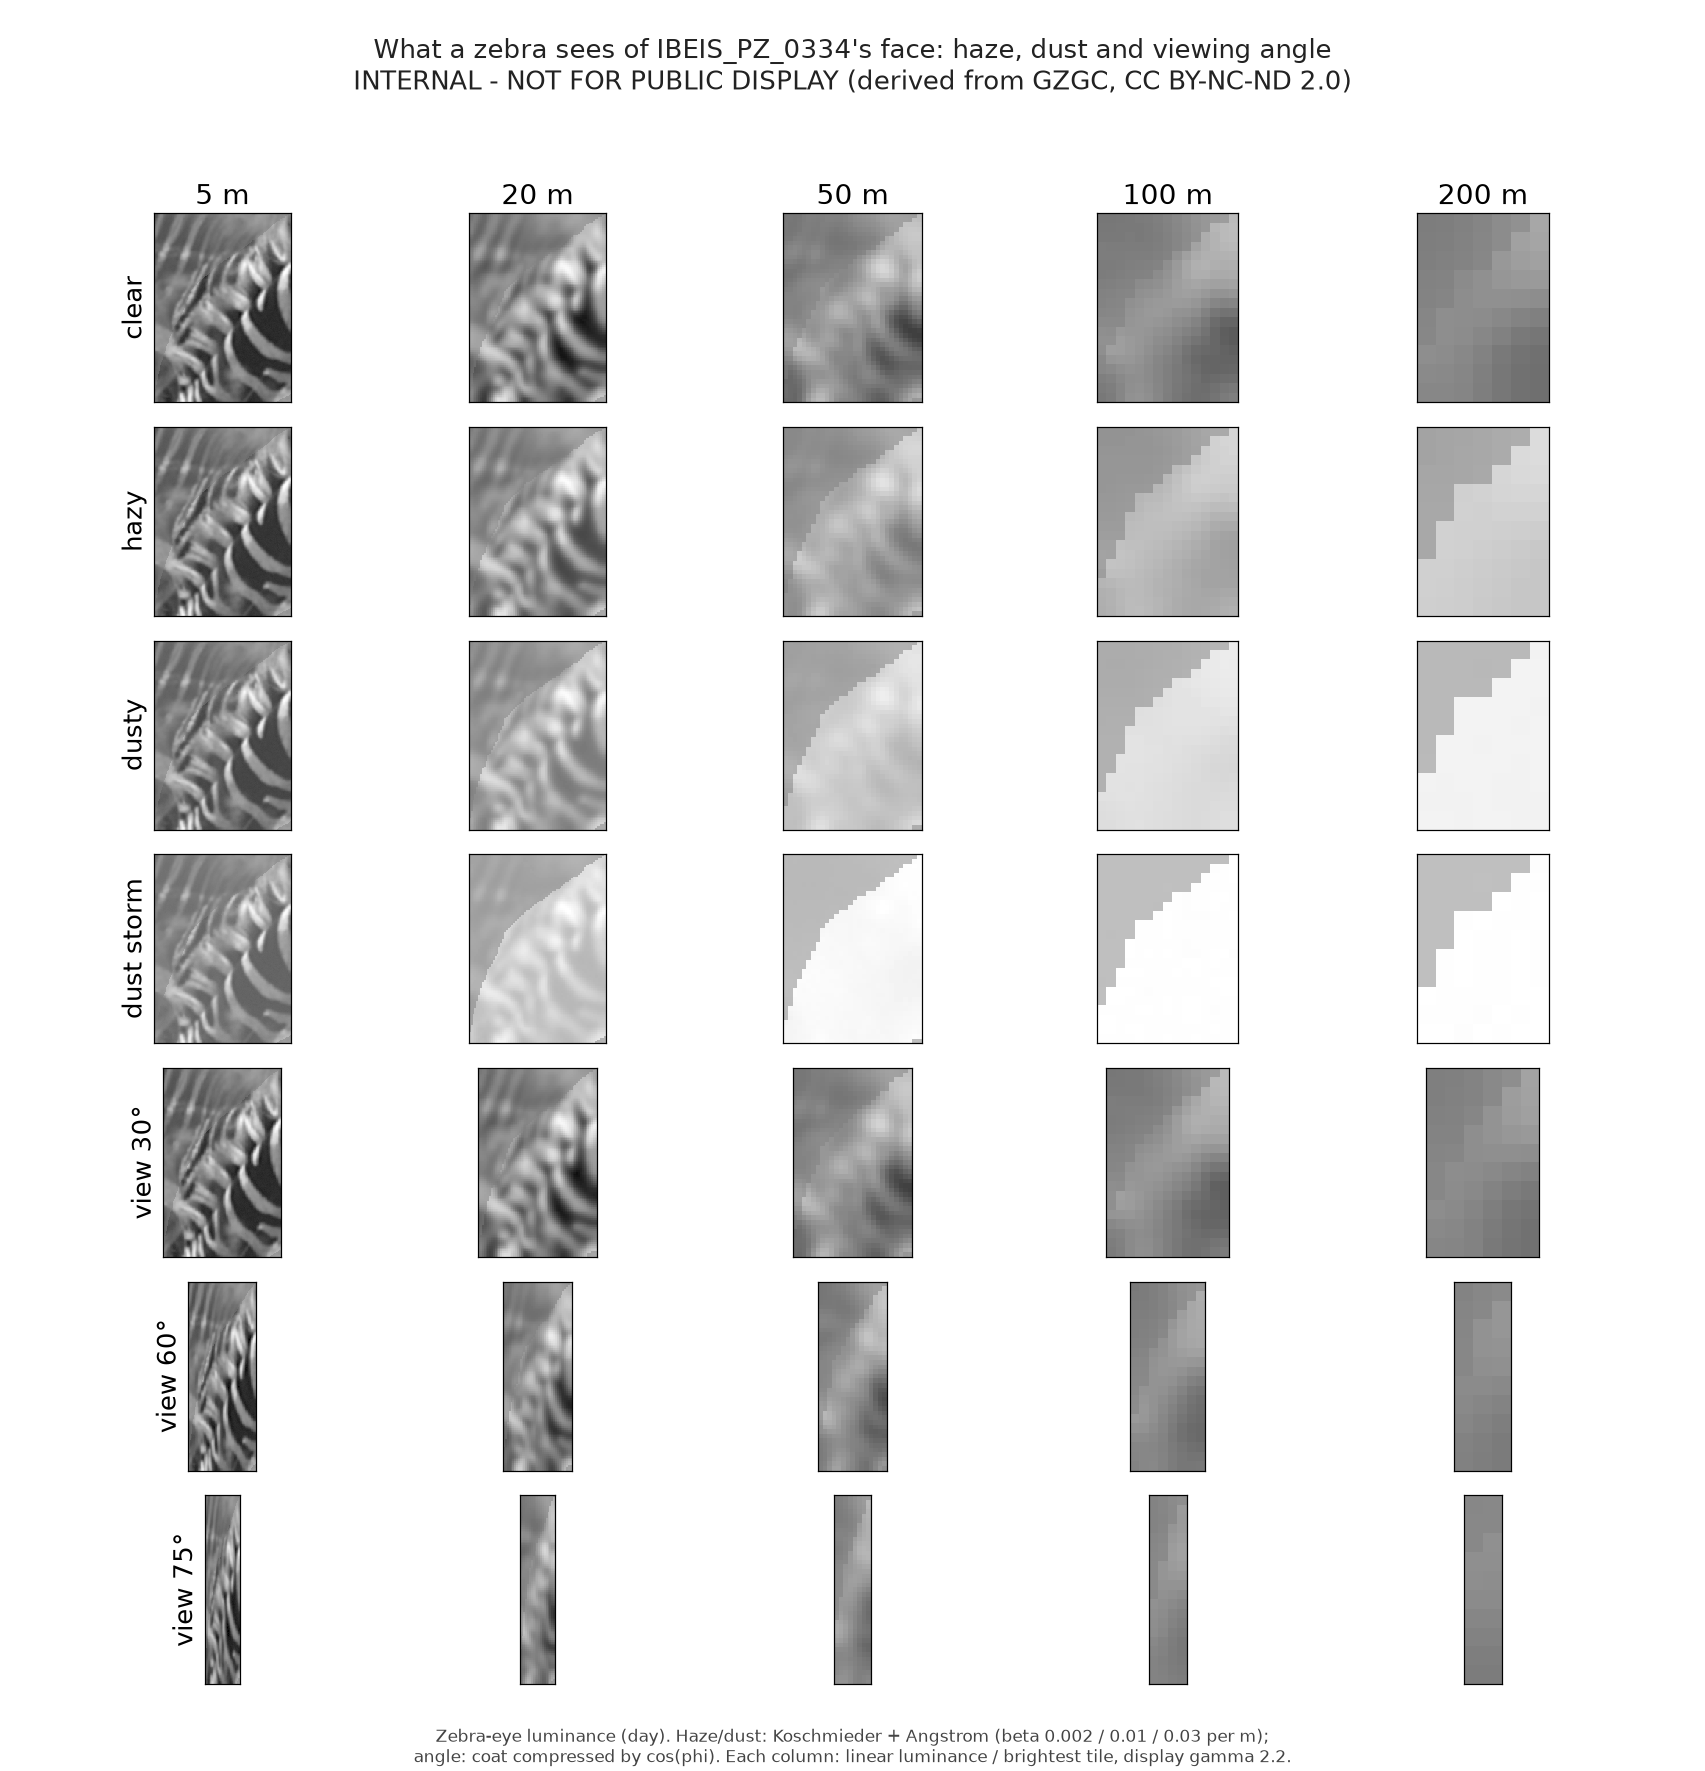 What a zebra sees of IBEIS_PZ_0334's face: haze, dust and viewing angle
INTERNAL - NOT FOR PUBLIC DISPLAY (derived from GZGC, CC BY-NC-ND 2.0)
5 m 20 m 50 m 100 m 200 m
clear
hazy
dusty
dust storm
view 30°
view 60°
view 75°
Zebra-eye luminance (day). Haze/dust: Koschmieder + Angstrom (beta 0.002 / 0.01 / 0.03 per m);
angle: coat compressed by cos(phi). Each column: linear luminance / brightest tile, display gamma 2.2.